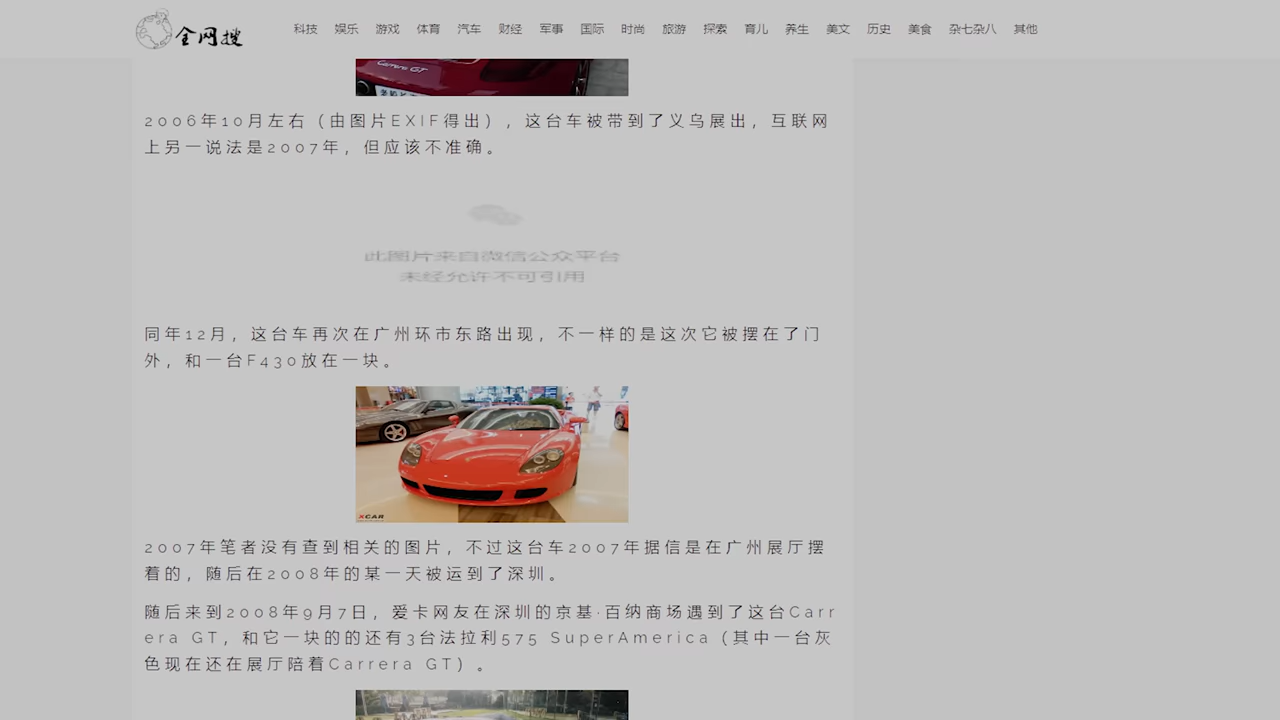 全网搜
科技 娱乐 游戏 体育 汽车 财经 军事 国际 时尚 旅游 探索 育儿 养生 美文 历史 美食 杂七杂八 其他
Carrera GT
2006年10月左右（由图片EXIF得出），这台车被带到了义乌展出，互联网
上另一说法是2007年，但应该不准确。
此图片来自微信公众平台
未经允许不可引用
同年12月，这台车再次在广州环市东路出现，不一样的是这次它被摆在了门
外，和一台F430放在一块。
XCAR
2007年笔者没有查到相关的图片，不过这台车2007年据信是在广州展厅摆
着的，随后在2008年的某一天被运到了深圳。
随后来到2008年9月7日，爱卡网友在深圳的京基·百纳商场遇到了这台Carr
era GT，和它一块的的还有3台法拉利575 SuperAmerica（其中一台灰
色现在还在展厅陪着Carrera GT）。